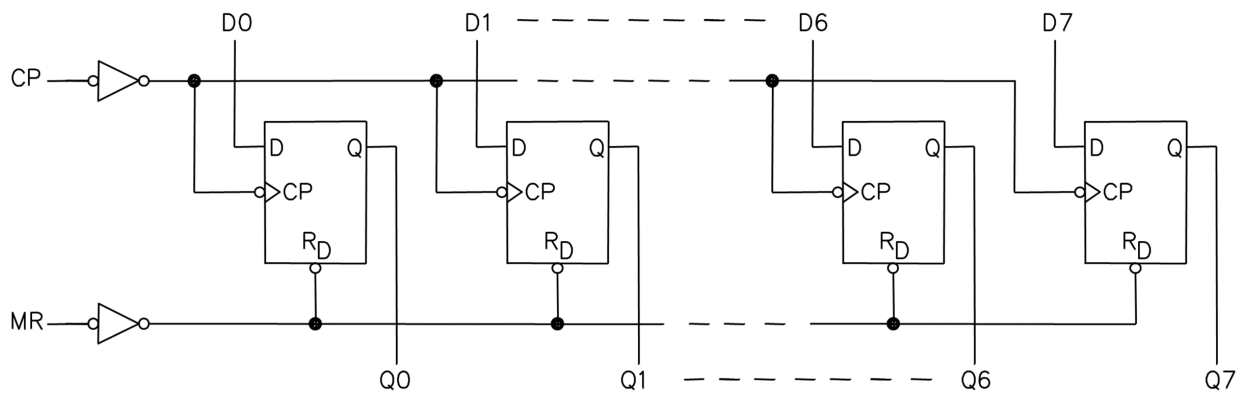 D0 D1 D6 D7
CP
D Q D Q D Q D Q
CP CP CP CP
RD RD RD RD
MR
Q0 Q1 Q6 Q7